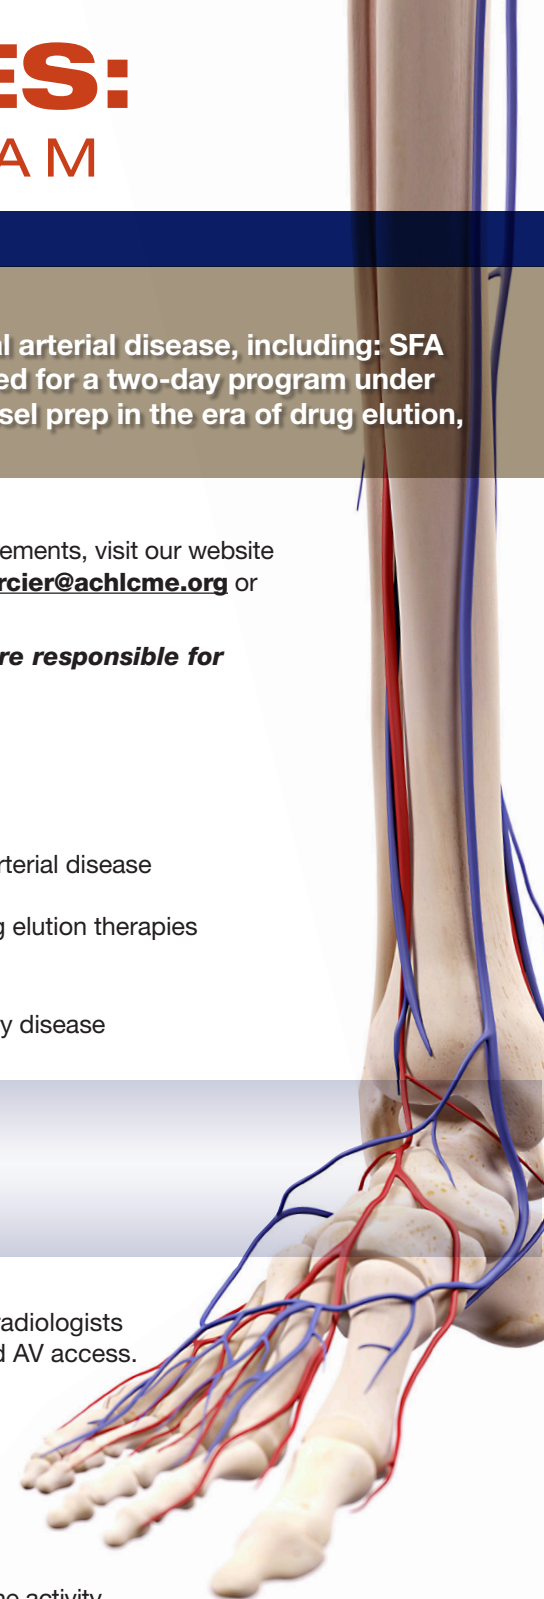 ES:
AM
l arterial disease, including: SFA
ed for a two-day program under
sel prep in the era of drug elution,
ements, visit our website
rcier@achlcme.org or
re responsible for
rterial disease
g elution therapies
y disease
radiologists
d AV access.
ne activity